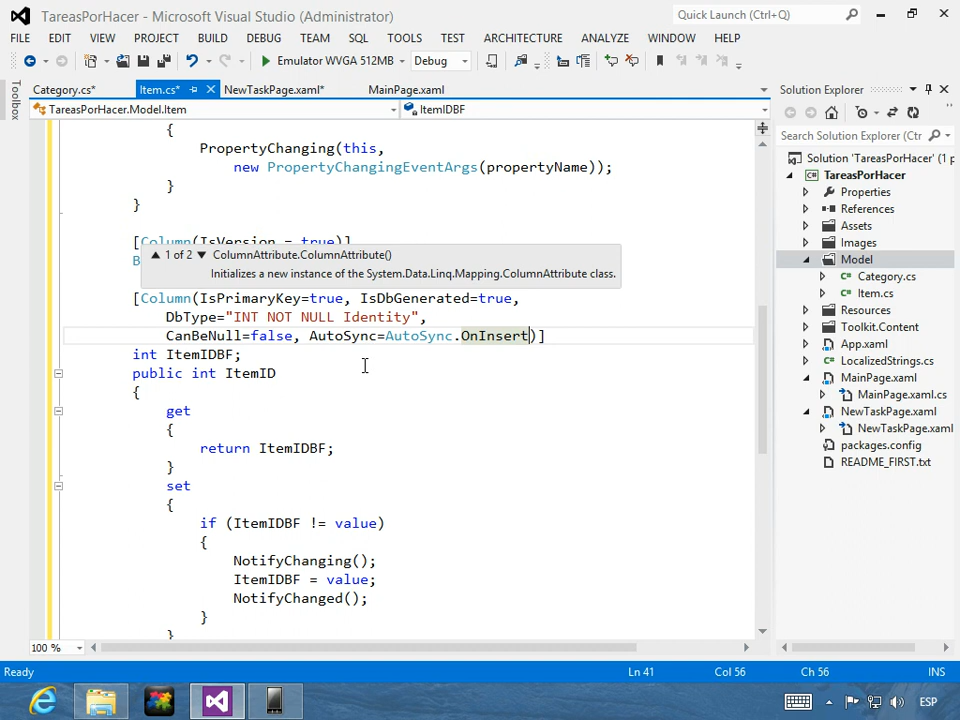 TareasPorHacer - Microsoft Visual Studio (Administrator)
Quick Launch (Ctrl+Q)
FILE EDIT VIEW PROJECT BUILD DEBUG TEAM SQL TOOLS TEST ARCHITECTURE ANALYZE WINDOW HELP
Emulator WVGA 512MB Debug
Toolbox
Category.cs* Item.cs* NewTaskPage.xaml* MainPage.xaml
TareasPorHacer.Model.Item ItemIDBF
{
PropertyChanging(this,
new PropertyChangingEventArgs(propertyName));
}
}
[Column(IsVersion = true)]
1 of 2 ColumnAttribute.ColumnAttribute()
Initializes a new instance of the System.Data.Linq.Mapping.ColumnAttribute class.
[Column(IsPrimaryKey=true, IsDbGenerated=true,
DbType="INT NOT NULL Identity",
CanBeNull=false, AutoSync=AutoSync.OnInsert)]
int ItemIDBF;
public int ItemID
{
get
{
return ItemIDBF;
}
set
{
if (ItemIDBF != value)
{
NotifyChanging();
ItemIDBF = value;
NotifyChanged();
}
}
100 %
Solution Explorer
Search Solution Explorer (Ctr
Solution 'TareasPorHacer' (1 p
TareasPorHacer
Properties
References
Assets
Images
Model
Category.cs
Item.cs
Resources
Toolkit.Content
App.xaml
LocalizedStrings.cs
MainPage.xaml
MainPage.xaml.cs
NewTaskPage.xaml
NewTaskPage.xaml
packages.config
README_FIRST.txt
Ready Ln 41 Col 56 Ch 56 INS
ESP